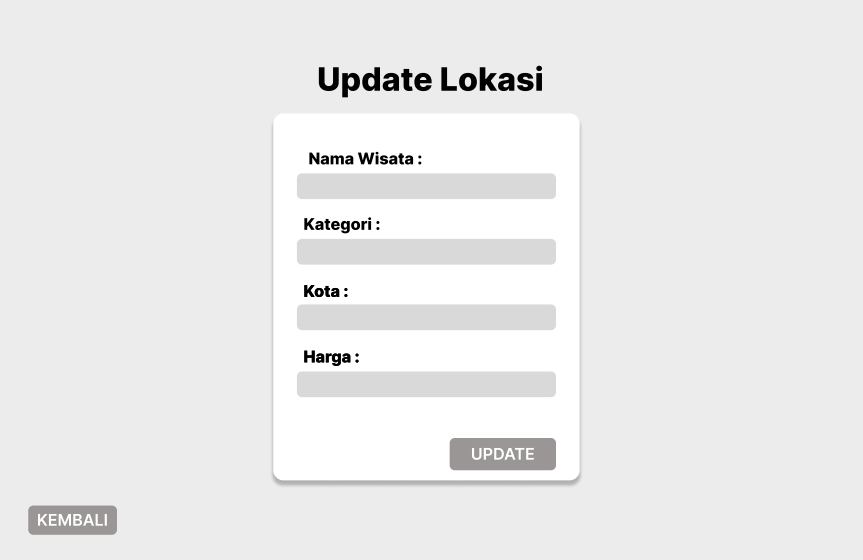 Update Lokasi
Nama Wisata :
Kategori :
Kota :
Harga :
UPDATE
KEMBALI